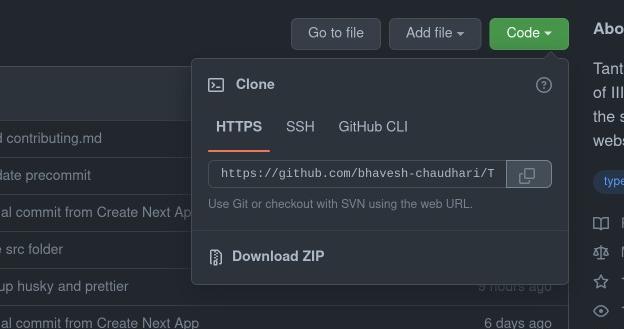 Go to file Add file Code Abo
Clone
Tant
of III
the s
webs
HTTPS SSH GitHub CLI
d contributing.md
https://github.com/bhavesh-chaudhari/T
date precommit
type
Use Git or checkout with SVN using the web URL.
al commit from Create Next Ap
e src folder
Download ZIP
up husky and prettier 9 hours ago
al commit from Create Next App 6 days ago